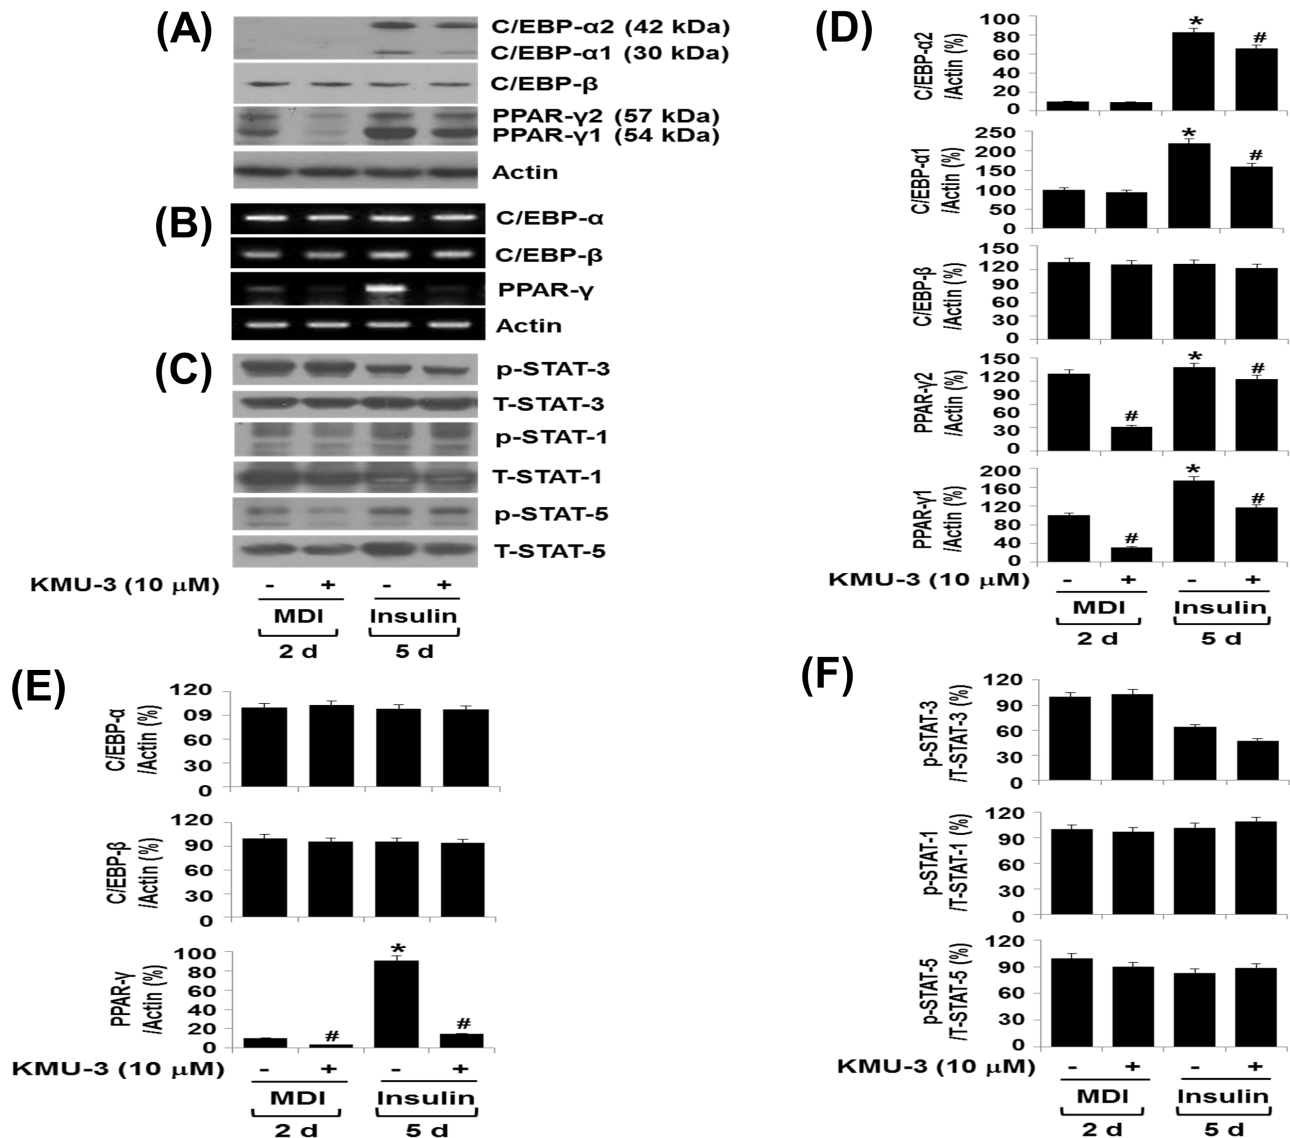 (A)
C/EBP-α2 (42 kDa)
C/EBP-α1 (30 kDa)
C/EBP-β
PPAR-γ2 (57 kDa)
PPAR-γ1 (54 kDa)
Actin
(B)
C/EBP-α
C/EBP-β
PPAR-γ
Actin
(C)
p-STAT-3
T-STAT-3
p-STAT-1
T-STAT-1
p-STAT-5
T-STAT-5
KMU-3 (10 μM) - + - +
MDI Insulin
2 d 5 d
(D)
C/EBP-α2
/Actin (%)
100
80
60
40
20
0
*
#
C/EBP-α1
/Actin (%)
250
200
150
100
50
0
*
#
C/EBP-β
/Actin (%)
150
120
90
60
30
0
PPAR-γ2
/Actin (%)
150
120
90
60
30
0
#
*
#
PPAR-γ1
/Actin (%)
200
160
120
80
40
0
#
*
#
KMU-3 (10 μM) - + - +
MDI Insulin
2 d 5 d
(E)
C/EBP-α
/Actin (%)
120
09
60
30
0
C/EBP-β
/Actin (%)
120
90
60
30
0
PPAR-γ
/Actin (%)
100
80
60
40
20
0
#
*
#
KMU-3 (10 μM) - + - +
MDI Insulin
2 d 5 d
(F)
p-STAT-3
/T-STAT-3 (%)
120
90
60
30
0
p-STAT-1
/T-STAT-1 (%)
120
90
60
30
0
p-STAT-5
/T-STAT-5 (%)
120
90
60
30
0
KMU-3 (10 μM) - + - +
MDI Insulin
2 d 5 d